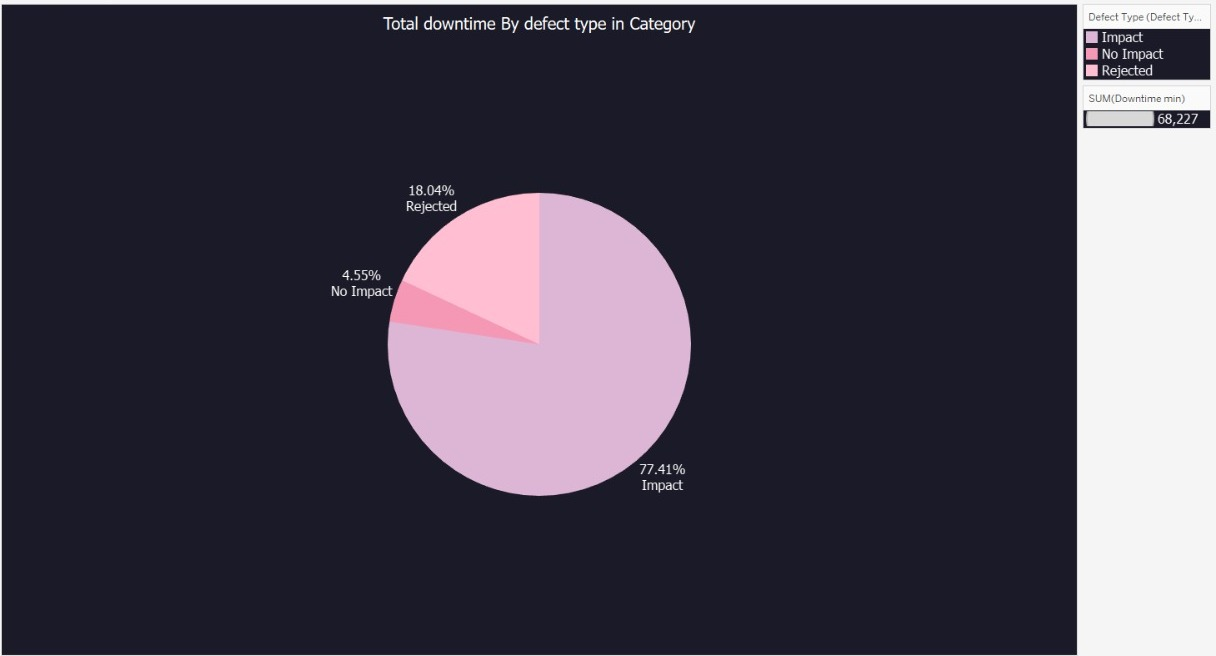 Total downtime By defect type in Category
Defect Type (Defect Ty...
Impact
No Impact
Rejected
SUM(Downtime min)
68,227
18.04%
Rejected
4.55%
No Impact
77.41%
Impact